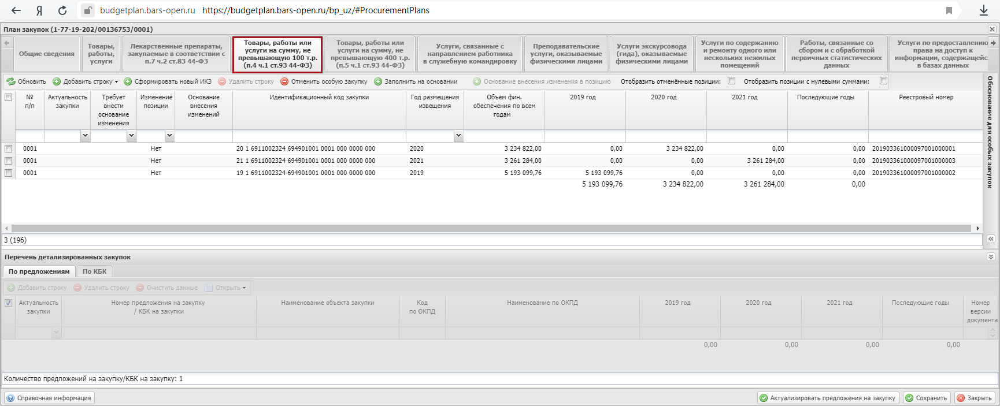 budgetplan.bars-open.ru https://budgetplan.bars-open.ru/bp_uz/#ProcurementPlans
План закупок (1-77-19-202/00136753/0001)
Общие сведения
Товары,
работы,
услуги
Лекарственные препараты,
закупаемые в соответствии с
п.7 ч.2 ст.83 44-ФЗ
Товары, работы или
услуги на сумму, не
превышающую 100 т.р.
(п.4 ч.1 ст.93 44-ФЗ)
Товары, работы или
услуги на сумму, не
превышающую 400 т.р.
(п.5 ч.1 ст.93 44-ФЗ)
Услуги, связанные с
направлением работника
в служебную командировку
Преподавательские
услуги, оказываемые
физическими лицами
Услуги экскурсовода
(гида), оказываемые
физическими лицами
Услуги по содержанию
и ремонту одного или
нескольких нежилых
помещений
Работы, связанные со
сбором и с обработкой
первичных статистических
данных
Услуги по предоставлению
права на доступ к
информации, содержащейс
в базах данных
Обновить Добавить строку Сформировать новый ИКЗ Удалить строку Отменить особую закупку Заполнить на основании Основание внесения изменения в позицию Отобразить отменённые позиции: Отобразить позиции с нулевыми суммами:
Обоснование для особых закупок
№
п/п
Актуальность
закупки
Требует
внести
основание
изменения
Изменение
позиции
Основание
внесения
изменений
Идентификационный код закупки
Год размещения
извещения
Объем фин.
обеспечения по всем
годам
2019 год
2020 год
2021 год
Последующие годы
Реестровый номер
0001 Нет 20 1 6911002324 694901001 0001 000 0000 000 2020 3 234 822,00 0,00 3 234 822,00 0,00 0,00 201903361000097001000001
0001 Нет 21 1 6911002324 694901001 0001 000 0000 000 2021 3 261 284,00 0,00 0,00 3 261 284,00 0,00 201903361000097001000003
0001 Нет 19 1 6911002324 694901001 0001 000 0000 000 2019 5 193 099,76 5 193 099,76 0,00 0,00 0,00 201903361000097001000002
5 193 099,76 3 234 822,00 3 261 284,00 0,00
3 (196)
Перечень детализированных закупок
По предложениям По КБК
Добавить строку Удалить строку Очистить данные Открыть
Актуальность
закупки
Номер предложения на закупку
/ КБК на закупки
Наименование объекта закупки
Код
по ОКПД
Наименование по ОКПД
2019 год
2020 год
2021 год
Последующие годы
Номер
версии
документа
0,00 0,00 0,00 0,00
Количество предложений на закупку/КБК на закупку: 1
Справочная информация Актуализировать предложения на закупку Сохранить Закрыть